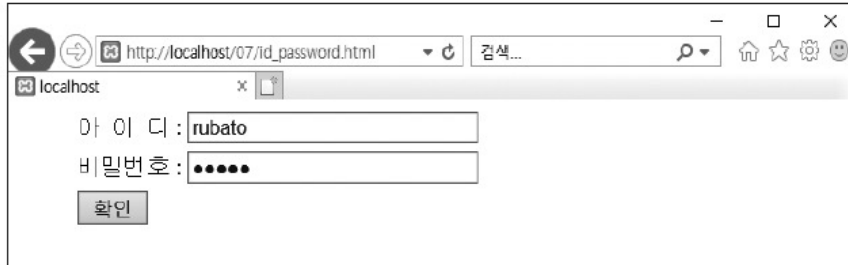 http://localhost/07/id_password.html 검색...
localhost
아 이 디 : rubato
비밀번호 : •••••
확인